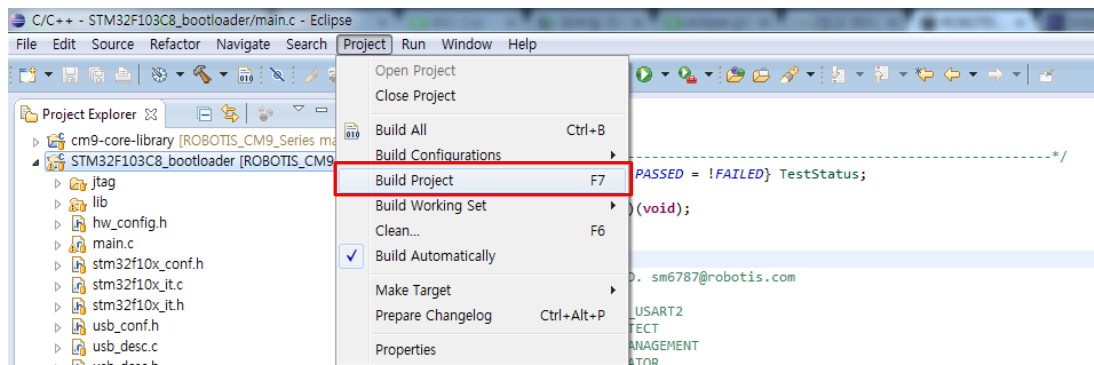 C/C++ - STM32F103C8_bootloader/main.c - Eclipse
File Edit Source Refactor Navigate Search Project Run Window Help
Open Project
Close Project
Project Explorer
Build All Ctrl+B
cm9-core-library [ROBOTIS_CM9_Series ma
Build Configurations
---*/
STM32F103C8_bootloader [ROBOTIS_CM9
Build Project F7
PASSED = !FAILED} TestStatus;
jtag
lib
Build Working Set
)(void);
hw_config.h
Clean... F6
main.c
Build Automatically
stm32f10x_conf.h
D. sm6787@robotis.com
stm32f10x_it.c
Make Target
stm32f10x_it.h
Prepare Changelog Ctrl+Alt+P
_USART2
usb_conf.h
TECT
usb_desc.c
Properties
ANAGEMENT
ATOR